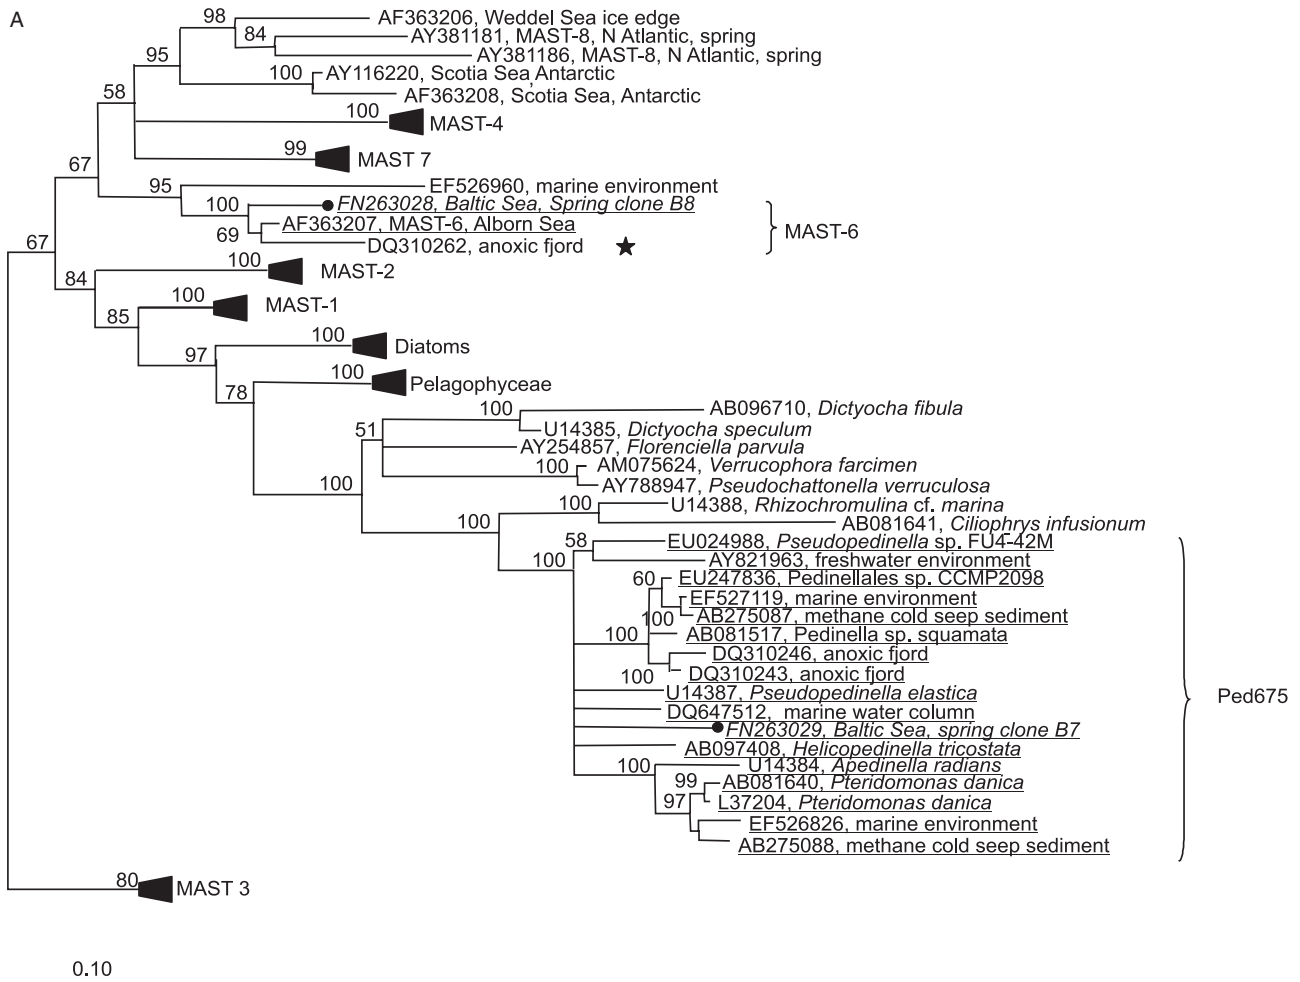 A
98
AF363206, Weddel Sea ice edge
84
AY381181, MAST-8, N Atlantic, spring
95
AY381186, MAST-8, N Atlantic, spring
100
AY116220, Scotia Sea, Antarctic
58
AF363208, Scotia Sea, Antarctic
100
MAST-4
99
MAST 7
67
95
EF526960, marine environment
100
FN263028, Baltic Sea, Spring clone B8
AF363207, MAST-6, Alborn Sea
69
DQ310262, anoxic fjord
MAST-6
67
100
MAST-2
84
100
MAST-1
85
100
Diatoms
97
100
Pelagophyceae
78
100
AB096710, Dictyocha fibula
51
U14385, Dictyocha speculum
AY254857, Florenciella parvula
100
AM075624, Verrucophora farcimen
100
AY788947, Pseudochattonella verruculosa
100
U14388, Rhizochromulina cf. marina
100
AB081641, Ciliophrys infusionum
58
EU024988, Pseudopedinella sp. FU4-42M
100
AY821963, freshwater environment
60
EU247836, Pedinellales sp. CCMP2098
EF527119, marine environment
100
AB275087, methane cold seep sediment
100
AB081517, Pedinella sp. squamata
DQ310246, anoxic fjord
100
DQ310243, anoxic fjord
U14387, Pseudopedinella elastica
Ped675
DQ647512, marine water column
FN263029, Baltic Sea, spring clone B7
AB097408, Helicopedinella tricostata
100
U14384, Apedinella radians
99
AB081640, Pteridomonas danica
97
L37204, Pteridomonas danica
EF526826, marine environment
AB275088, methane cold seep sediment
80
MAST 3
0.10